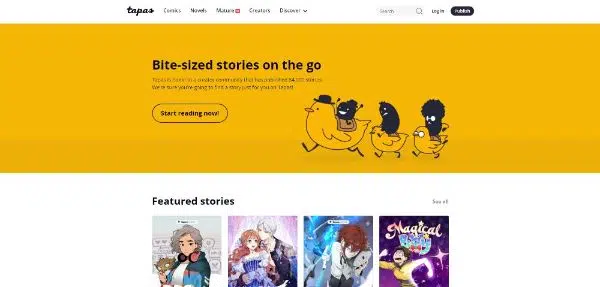 tapas
Comics
Novels
Mature
Creators
Discover
Search
Log in
Publish
Bite-sized stories on the go
Tapas is home to a creator community that has published 84,000 stories.
We're sure you're going to find a story just for you on Tapas!
Start reading now!
Featured stories
See all
Magical